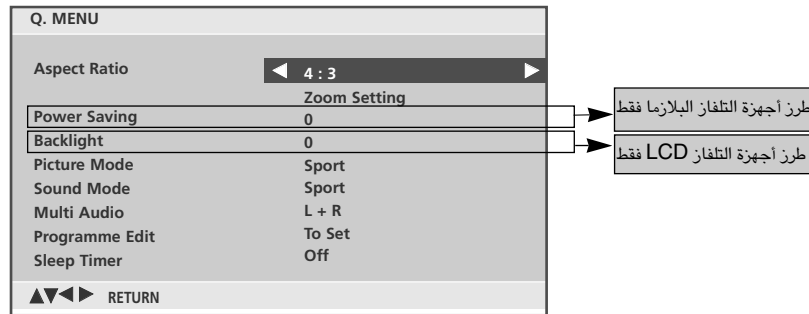 Q. MENU
Aspect Ratio 4 : 3
Zoom Setting
Power Saving 0
طرز أجهزة التلفاز البلازما فقط
Backlight 0
طرز أجهزة التلفاز LCD فقط
Picture Mode Sport
Sound Mode Sport
Multi Audio L + R
Programme Edit To Set
Sleep Timer Off
RETURN